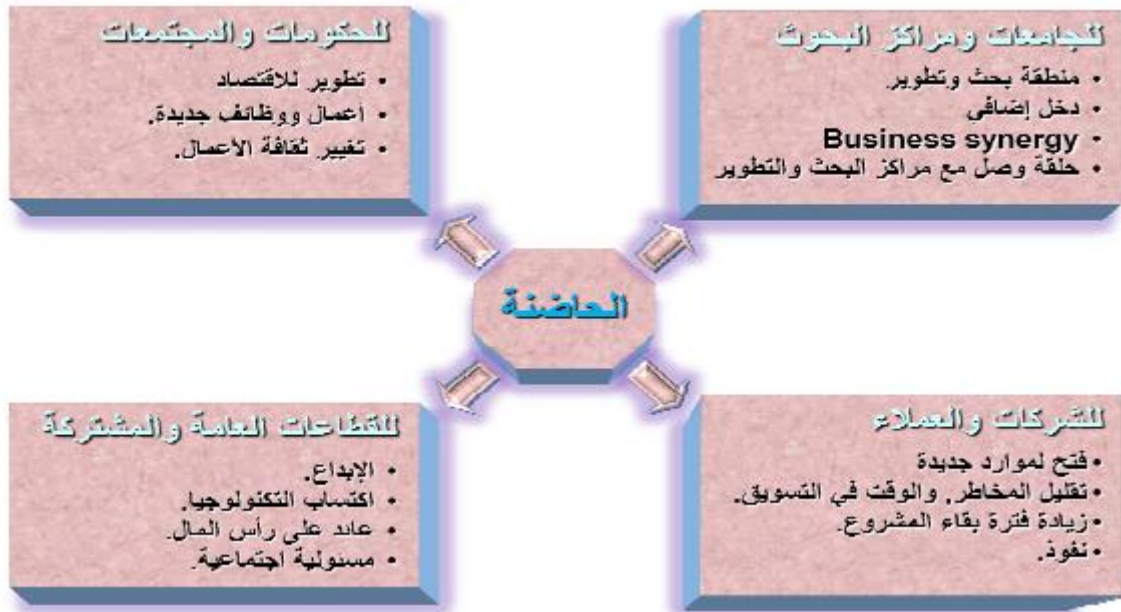 للجامعات ومراكز البحوث
• منطقة بحث وتطوير
• دخل إضافي
• Business synergy
• حلقة وصل مع مراكز البحث والتطوير
للحكومات والمجتمعات
• تطوير للاقتصاد
• أعمال ووظائف جديدة.
• تغيير ثقافة الأعمال.
الحاضنة
للشركات والعملاء
• فتح لموارد جديدة
• تقليل المخاطر, والوقت في التسويق.
• زيادة فترة بقاء المشروع.
• نفوذ.
للقطاعات العامة والمشتركة
• الإبداع.
• اكتساب التكنولوجيا.
• عائد على رأس المال.
• مسئولية اجتماعية.